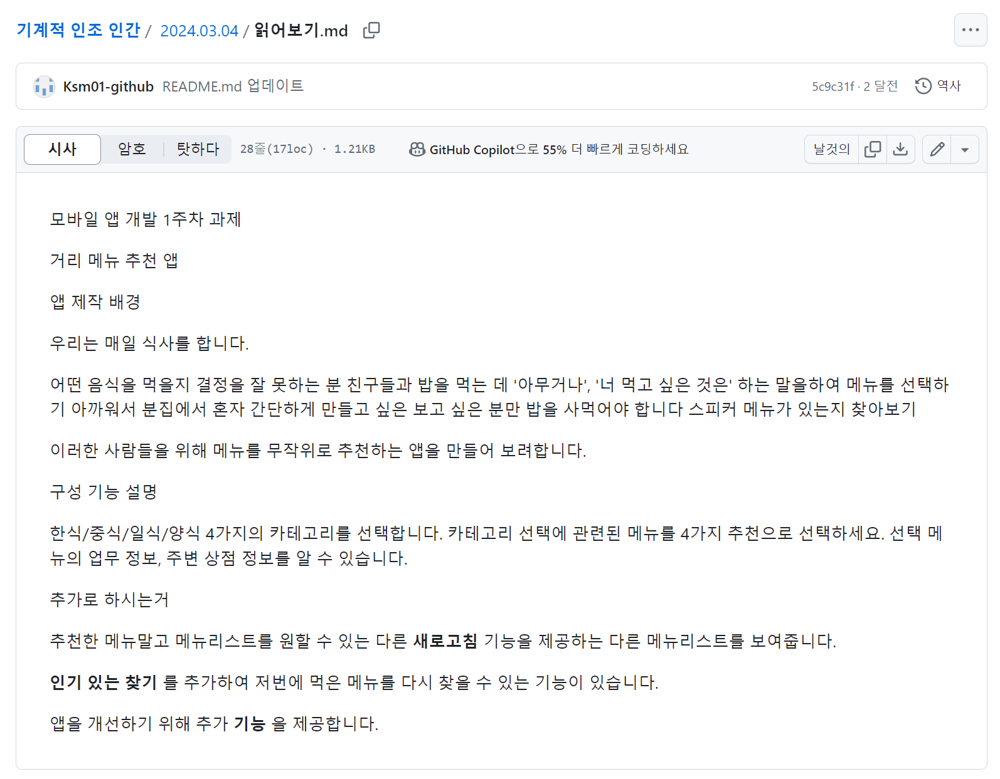 기계적 인조 인간 / 2024.03.04 / 읽어보기.md
Ksm01-github README.md 업데이트 5c9c31f · 2 달전 역사
시사 암호 탓하다 28줄(17loc) · 1.21KB GitHub Copilot으로 55% 더 빠르게 코딩하세요 날것의
모바일 앱 개발 1주차 과제
거리 메뉴 추천 앱
앱 제작 배경
우리는 매일 식사를 합니다.
어떤 음식을 먹을지 결정을 잘 못하는 분 친구들과 밥을 먹는 데 '아무거나', '너 먹고 싶은 것은' 하는 말을하여 메뉴를 선택하
기 아까워서 분집에서 혼자 간단하게 만들고 싶은 보고 싶은 분만 밥을 사먹어야 합니다 스피커 메뉴가 있는지 찾아보기
이러한 사람들을 위해 메뉴를 무작위로 추천하는 앱을 만들어 보려합니다.
구성 기능 설명
한식/중식/일식/양식 4가지의 카테고리를 선택합니다. 카테고리 선택에 관련된 메뉴를 4가지 추천으로 선택하세요. 선택 메
뉴의 업무 정보, 주변 상점 정보를 알 수 있습니다.
추가로 하시는거
추천한 메뉴말고 메뉴리스트를 원할 수 있는 다른 새로고침 기능을 제공하는 다른 메뉴리스트를 보여줍니다.
인기 있는 찾기 를 추가하여 저번에 먹은 메뉴를 다시 찾을 수 있는 기능이 있습니다.
앱을 개선하기 위해 추가 기능 을 제공합니다.